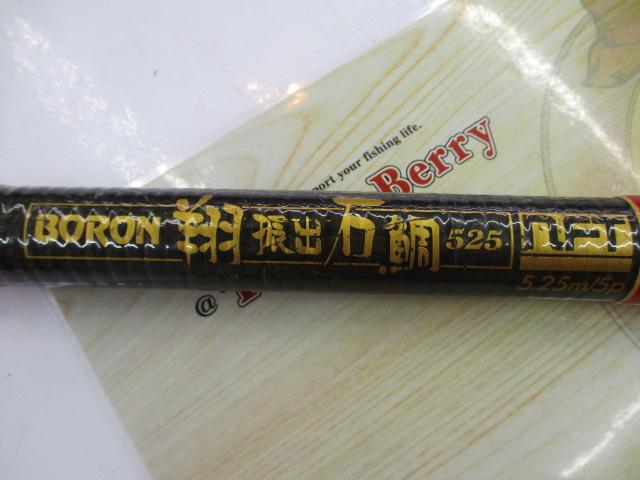 port your fishing life.
Berry
BORON 翔 振出 石鯛 525
5.25m/5p
@